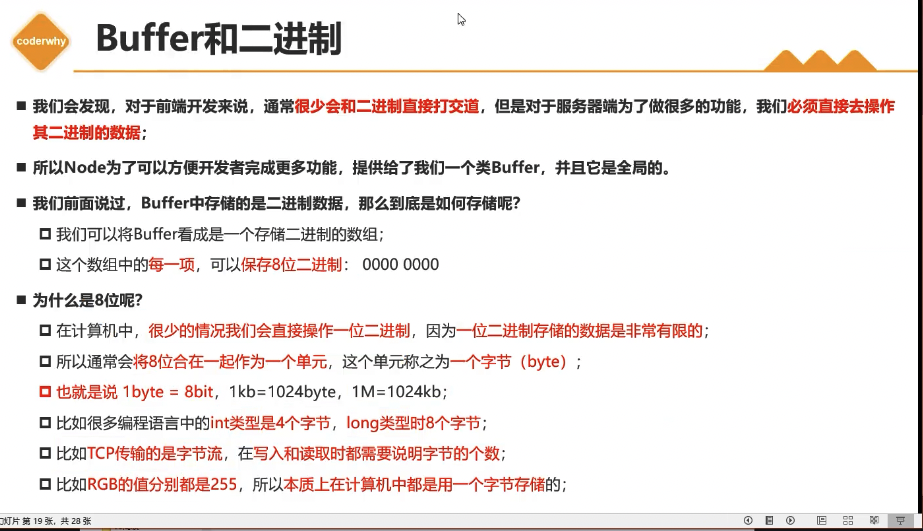 coderwhy
Buffer和二进制
我们会发现，对于前端开发来说，通常很少会和二进制直接打交道，但是对于服务器端为了做很多的功能，我们必须直接去操作
其二进制的数据；
所以Node为了可以方便开发者完成更多功能，提供给了我们一个类Buffer，并且它是全局的。
我们前面说过，Buffer中存储的是二进制数据，那么到底是如何存储呢？
我们可以将Buffer看成是一个存储二进制的数组；
这个数组中的每一项，可以保存8位二进制： 0000 0000
为什么是8位呢？
在计算机中，很少的情况我们会直接操作一位二进制，因为一位二进制存储的数据是非常有限的；
所以通常会将8位合在一起作为一个单元，这个单元称之为一个字节（byte）；
也就是说 1byte = 8bit，1kb=1024byte，1M=1024kb；
比如很多编程语言中的int类型是4个字节，long类型时8个字节；
比如TCP传输的是字节流，在写入和读取时都需要说明字节的个数；
比如RGB的值分别都是255，所以本质上在计算机中都是用一个字节存储的；
幻灯片 第 19 张，共 28 张